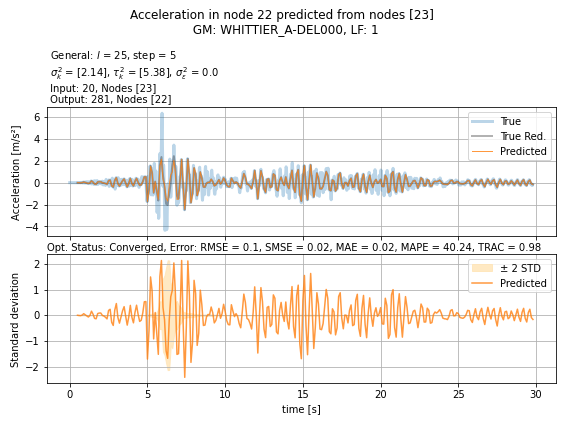 Acceleration in node 22 predicted from nodes [23]
GM: WHITTIER_A-DEL000, LF: 1
General: l = 25, step = 5
σ²ₖ = [2.14], τ²ₖ = [5.38], σ²ε = 0.0
Input: 20, Nodes [23]
Output: 281, Nodes [22]
Acceleration [m/s²]
6
4
2
0
−2
−4
True
True Red.
Predicted
Opt. Status: Converged, Error: RMSE = 0.1, SMSE = 0.02, MAE = 0.02, MAPE = 40.24, TRAC = 0.98
Standard deviation
2
1
0
−1
−2
± 2 STD
Predicted
0 5 10 15 20 25 30
time [s]